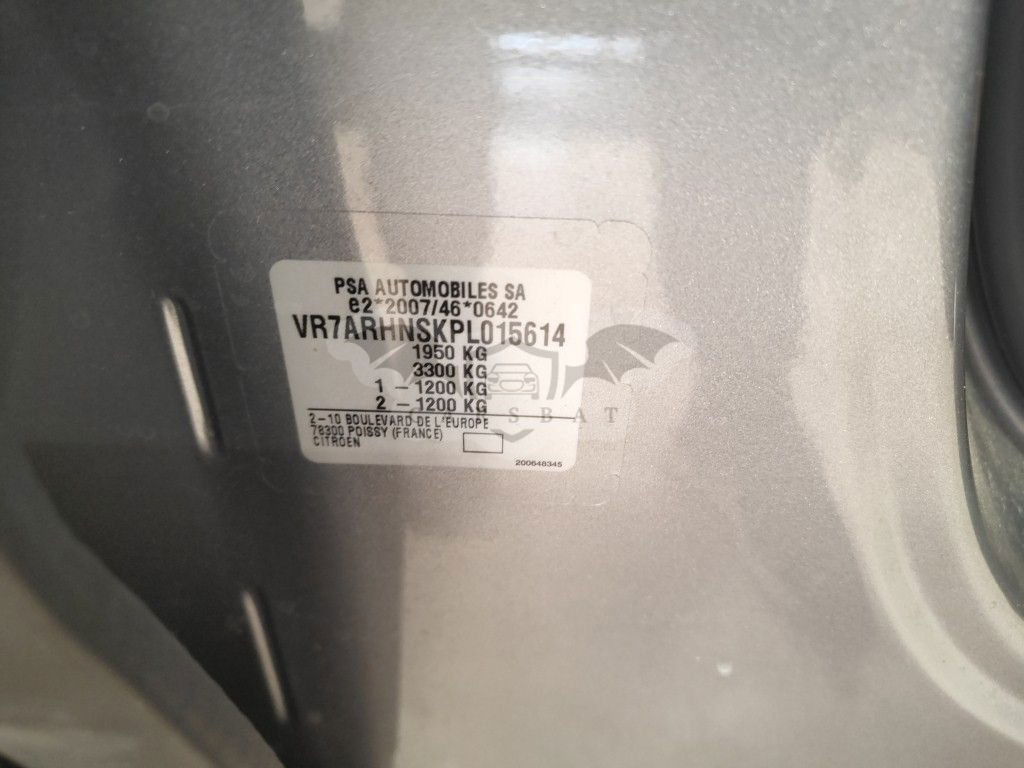 PSA AUTOMOBILES SA
e2*2007/46*0642
VR7ARHNSKPL015614
1950 KG
3300 KG
1 - 1200 KG
2 - 1200 KG
2-10 BOULEVARD DE L'EUROPE
78300 POISSY (FRANCE)
CITROEN
200648345